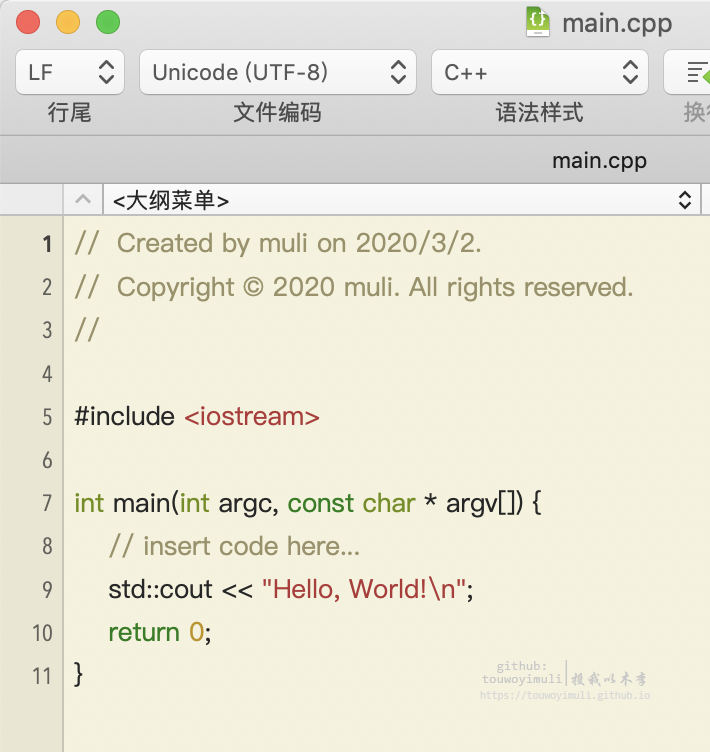 main.cpp
LF
Unicode (UTF-8)
C++
行尾
文件编码
语法样式
main.cpp
<大纲菜单>
1 //  Created by muli on 2020/3/2.
2 //  Copyright © 2020 muli. All rights reserved.
3 //
4
5 #include <iostream>
6
7 int main(int argc, const char * argv[]) {
8     // insert code here...
9     std::cout << "Hello, World!\n";
10     return 0;
11 }
github:
touwoyimuli
投我以木李
https://touwoyimuli.github.io